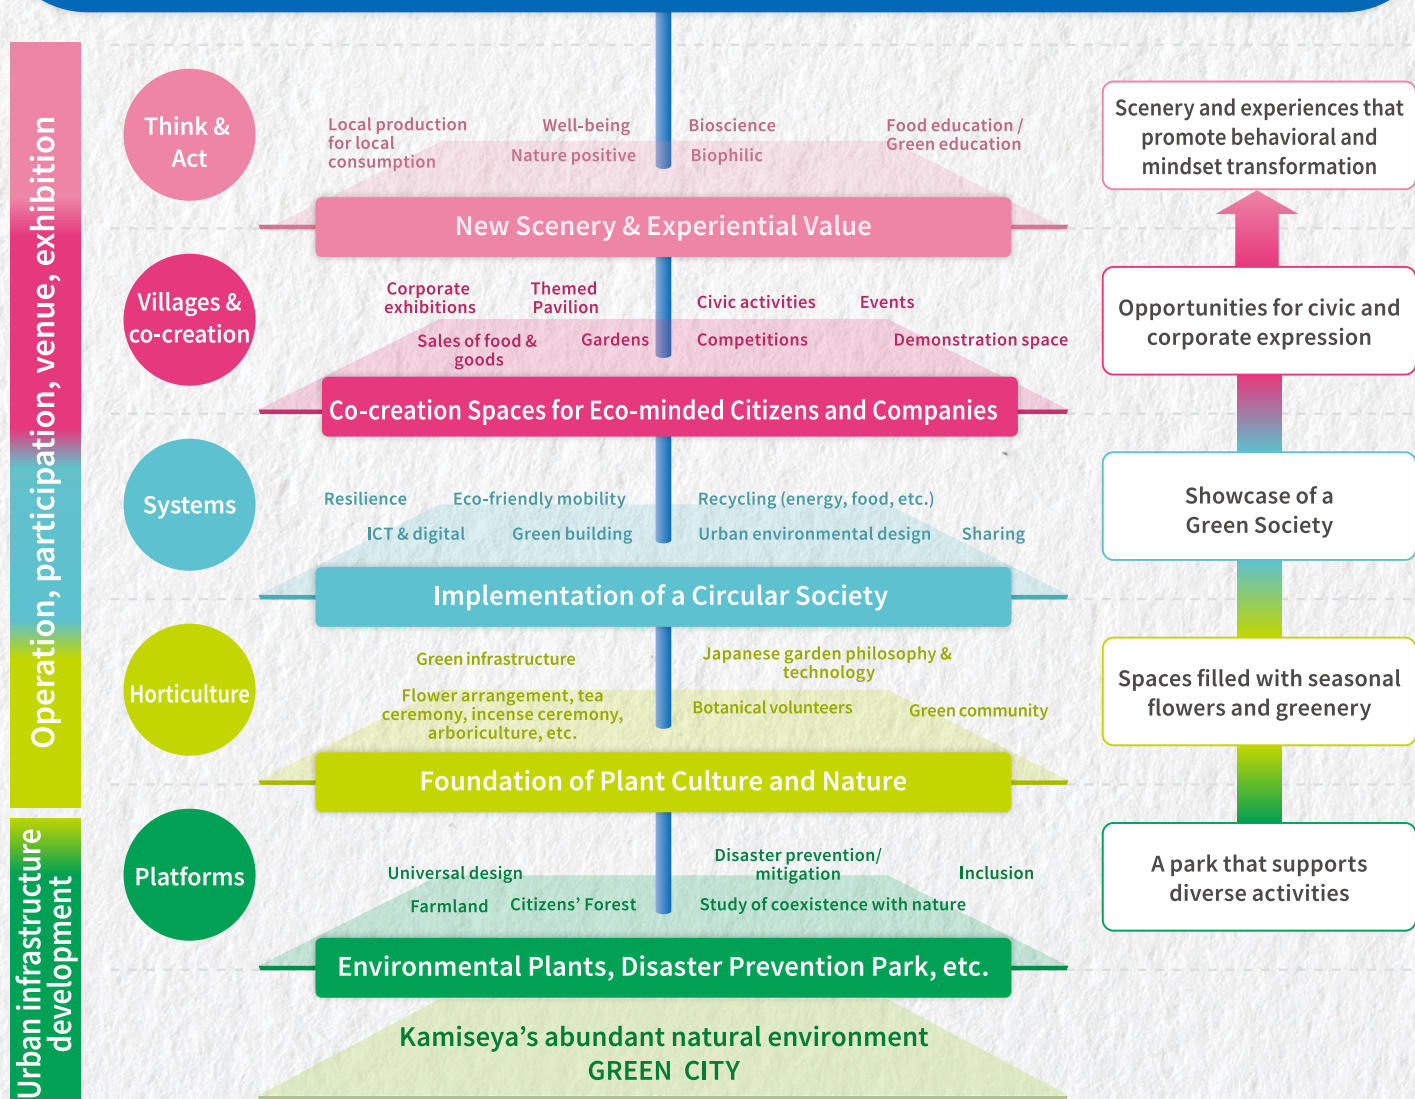 Operation, participation, venue, exhibition
Think &
Act
Local production
for local
consumption
Well-being
Nature positive
Bioscience
Biophilic
Food education /
Green education
New Scenery & Experiential Value
Scenery and experiences that
promote behavioral and
mindset transformation
Villages &
co-creation
Corporate
exhibitions
Themed
Pavilion
Civic activities
Events
Sales of food &
goods
Gardens
Competitions
Demonstration space
Co-creation Spaces for Eco-minded Citizens and Companies
Opportunities for civic and
corporate expression
Systems
Resilience
Eco-friendly mobility
Recycling (energy, food, etc.)
ICT & digital
Green building
Urban environmental design
Sharing
Implementation of a Circular Society
Showcase of a
Green Society
Horticulture
Green infrastructure
Japanese garden philosophy &
technology
Flower arrangement, tea
ceremony, incense ceremony,
arboriculture, etc.
Botanical volunteers
Green community
Foundation of Plant Culture and Nature
Spaces filled with seasonal
flowers and greenery
Urban infrastructure
development
Platforms
Universal design
Disaster prevention/
mitigation
Inclusion
Farmland
Citizens’ Forest
Study of coexistence with nature
Environmental Plants, Disaster Prevention Park, etc.
A park that supports
diverse activities
Kamiseya’s abundant natural environment
GREEN CITY